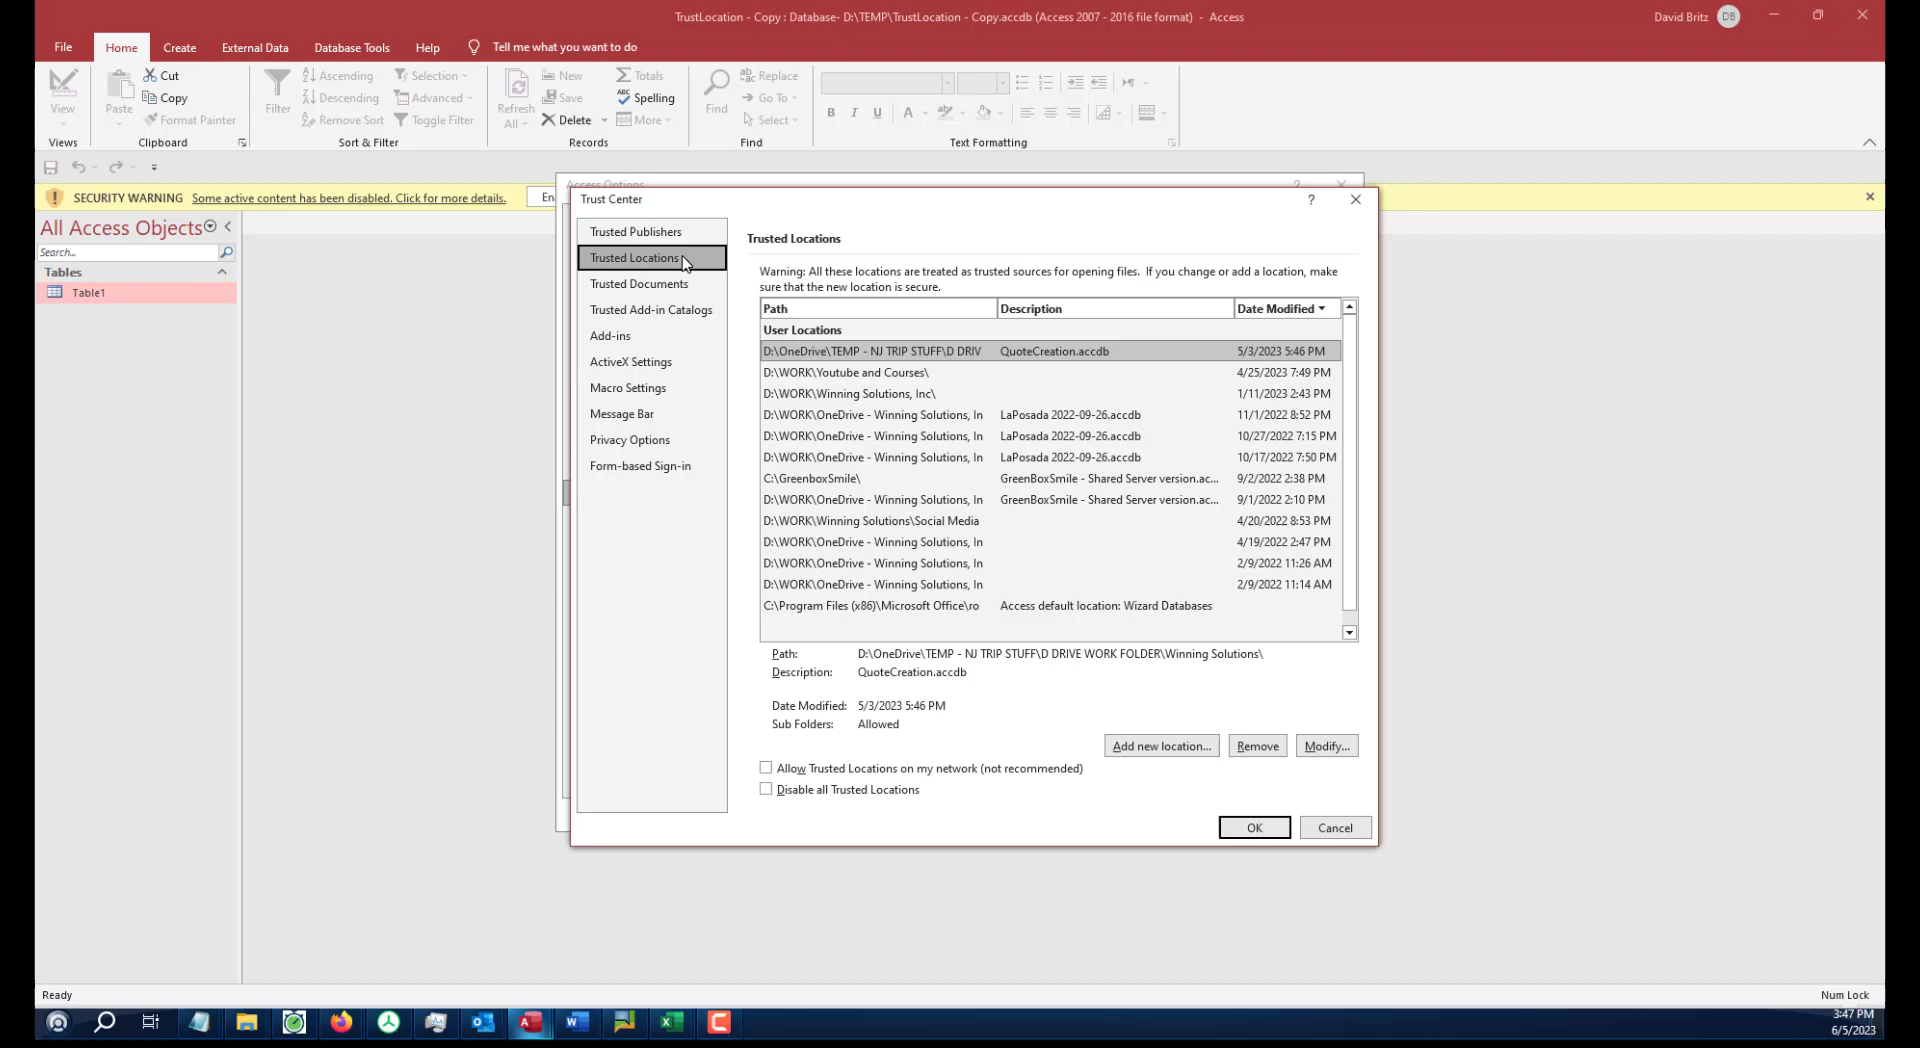 TrustLocation - Copy : Database- D:\TEMP\TrustLocation - Copy.accdb (Access 2007 - 2016 file format) - Access
David Britz DB
File Home Create External Data Database Tools Help Tell me what you want to do
View
Views
Paste
Cut
Copy
Format Painter
Clipboard
Filter
Ascending
Descending
Remove Sort
Selection
Advanced
Toggle Filter
Sort & Filter
Refresh
All
New
Save
Delete
Totals
Spelling
More
Records
Find
Replace
Go To
Select
Find
B I U A
Text Formatting
SECURITY WARNING Some active content has been disabled. Click for more details. En
All Access Objects
Search...
Tables
Table1
Access Options
Trust Center
Trusted Publishers
Trusted Locations
Trusted Documents
Trusted Add-in Catalogs
Add-ins
ActiveX Settings
Macro Settings
Message Bar
Privacy Options
Form-based Sign-in
Trusted Locations
Warning: All these locations are treated as trusted sources for opening files. If you change or add a location, make
sure that the new location is secure.
Path Description Date Modified
User Locations
D:\OneDrive\TEMP - NJ TRIP STUFF\D DRIV QuoteCreation.accdb 5/3/2023 5:46 PM
D:\WORK\Youtube and Courses\ 4/25/2023 7:49 PM
D:\WORK\Winning Solutions, Inc\ 1/11/2023 2:43 PM
D:\WORK\OneDrive - Winning Solutions, In LaPosada 2022-09-26.accdb 11/1/2022 8:52 PM
D:\WORK\OneDrive - Winning Solutions, In LaPosada 2022-09-26.accdb 10/27/2022 7:15 PM
D:\WORK\OneDrive - Winning Solutions, In LaPosada 2022-09-26.accdb 10/17/2022 7:50 PM
C:\GreenboxSmile\ GreenBoxSmile - Shared Server version.ac... 9/2/2022 2:38 PM
D:\WORK\OneDrive - Winning Solutions, In GreenBoxSmile - Shared Server version.ac... 9/1/2022 2:10 PM
D:\WORK\Winning Solutions\Social Media 4/20/2022 8:53 PM
D:\WORK\OneDrive - Winning Solutions, In 4/19/2022 2:47 PM
D:\WORK\OneDrive - Winning Solutions, In 2/9/2022 11:26 AM
D:\WORK\OneDrive - Winning Solutions, In 2/9/2022 11:14 AM
C:\Program Files (x86)\Microsoft Office\ro Access default location: Wizard Databases
Path: D:\OneDrive\TEMP - NJ TRIP STUFF\D DRIVE WORK FOLDER\Winning Solutions\
Description: QuoteCreation.accdb
Date Modified: 5/3/2023 5:46 PM
Sub Folders: Allowed
Add new location... Remove Modify...
Allow Trusted Locations on my network (not recommended)
Disable all Trusted Locations
OK Cancel
Ready Num Lock
3:47 PM
6/5/2023